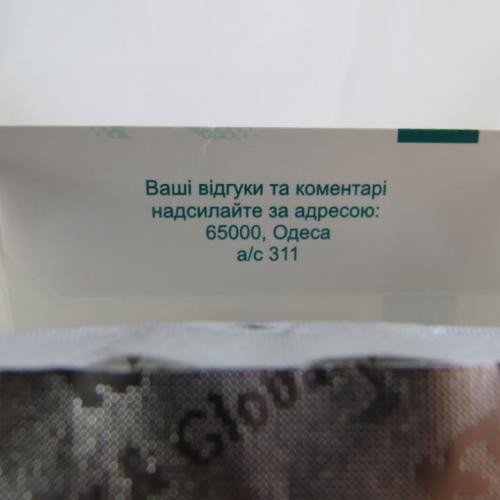 Ваші відгуки та коментарі
надсилайте за адресою:
65000, Одеса
а/с 311